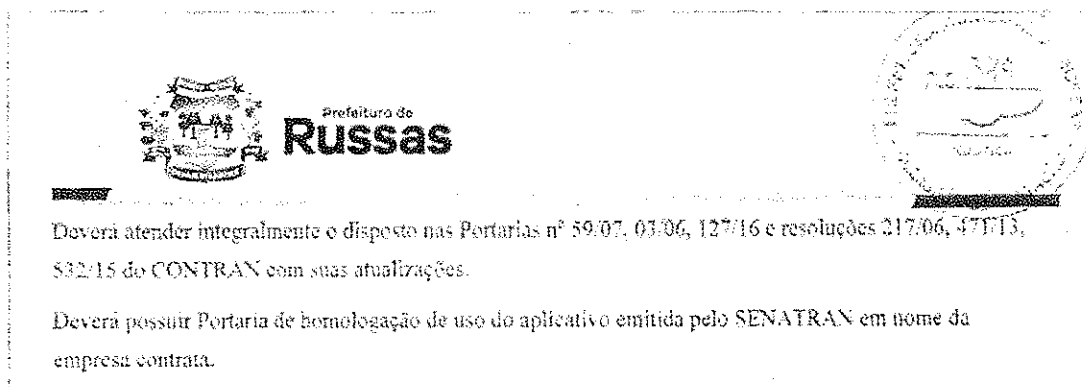 Prefeitura de
Russas
Deverá atender integralmente o disposto nas Portarias nº 59/07, 03/06, 127/16 e resoluções 217/06, 471/13,
532/15 do CONTRAN com suas atualizações.
Deverá possuir Portaria de homologação de uso do aplicativo emitida pelo SENATRAN em nome da
empresa contrata.